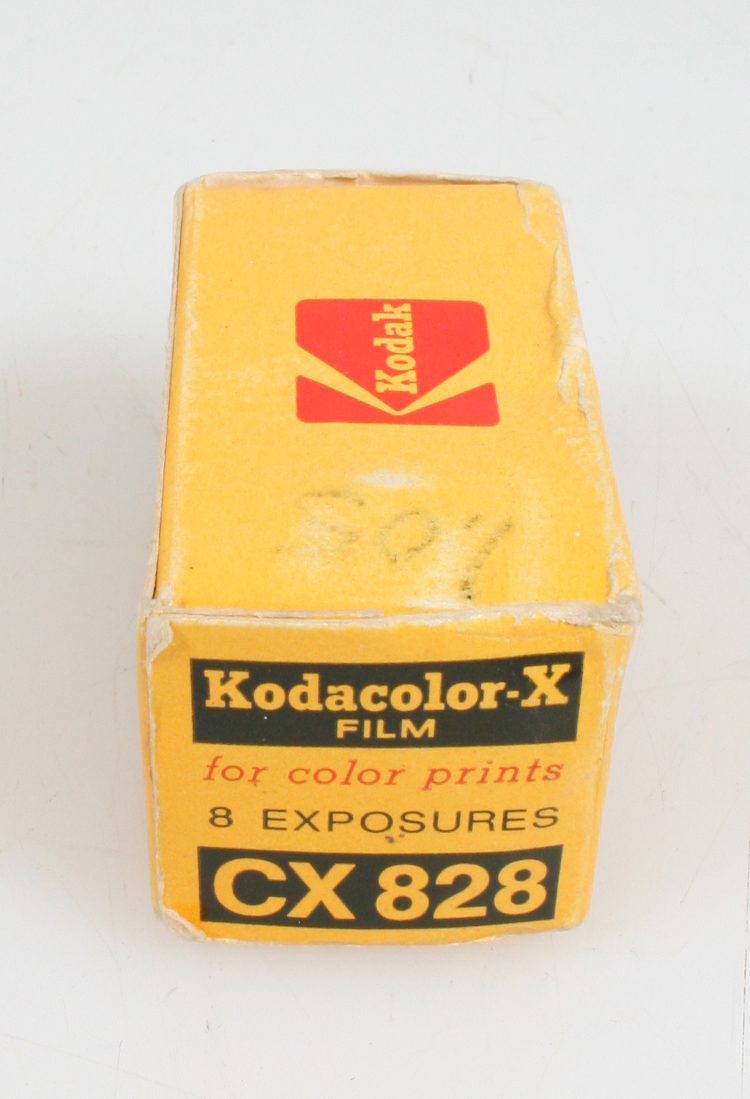 Kodak
Kodacolor-X
FILM
for color prints
8 EXPOSURES
CX 828